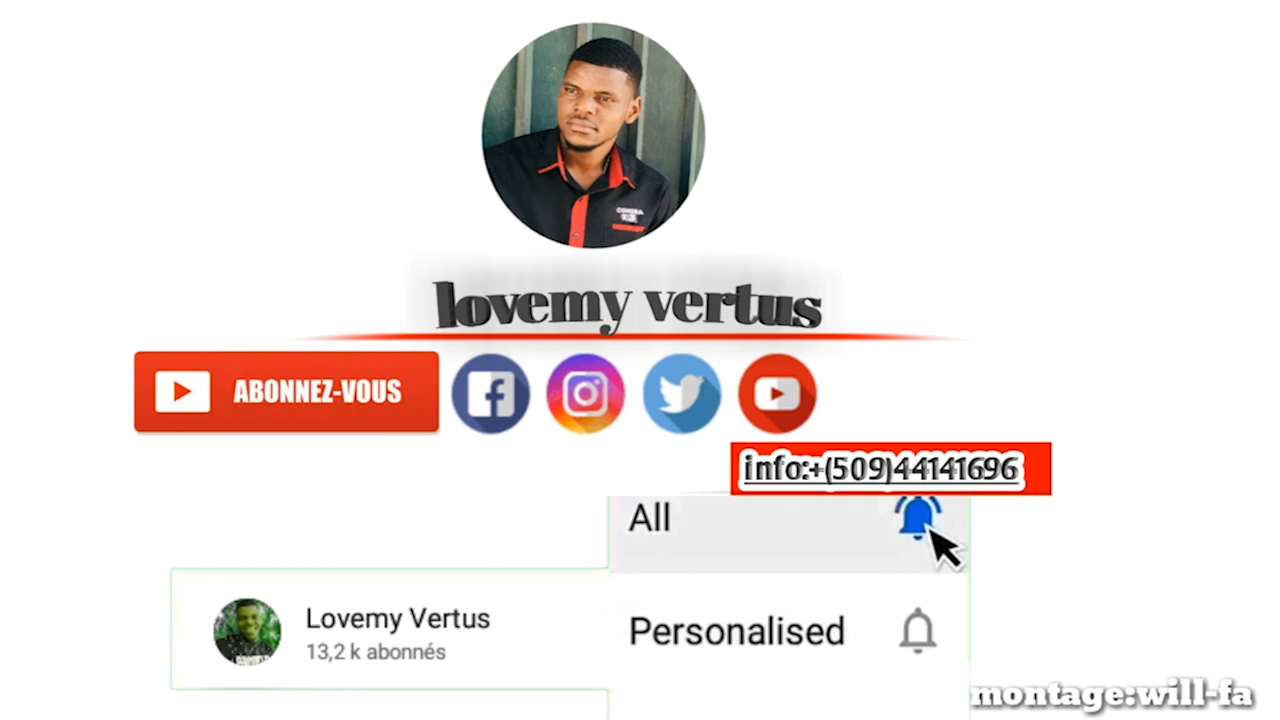 lovemy vertus
ABONNEZ-VOUS
info:+(509)44141696
All
Lovemy Vertus
13,2 k abonnés
Personalised
montage:will-fa